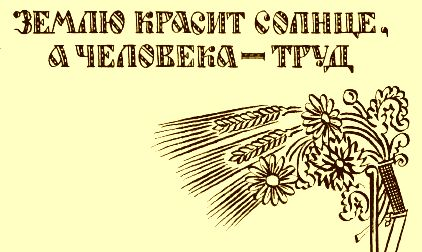 ЗЕМЛЮ КРАСИТ СОЛНЦЕ,
А ЧЕЛОВЕКА — ТРУД